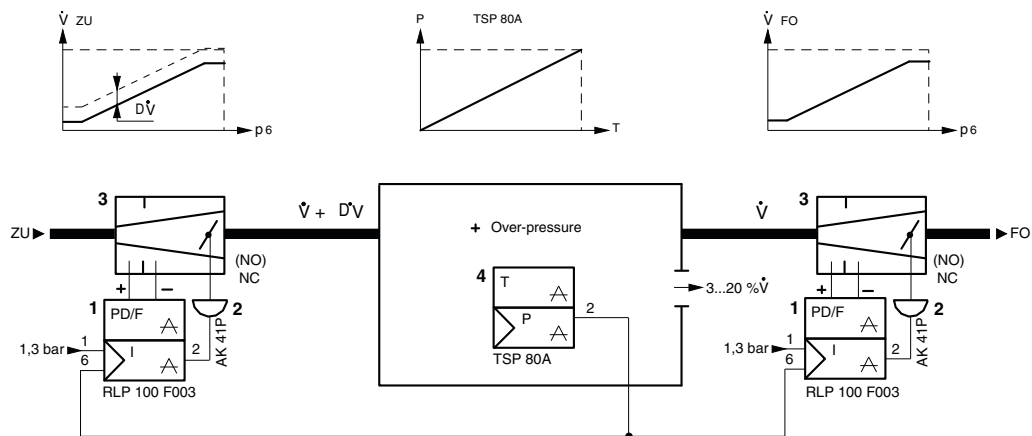 V̇ ZU
DV̇
p6
P
TSP 80A
T
V̇ FO
p6
3
ZU
V̇ + DV̇
(NO)
NC
+ −
1
PD/F
2
AK 41P
1,3 bar
1
6
I
2
RLP 100 F003
+ Over-pressure
4
T
P
2
TSP 80A
V̇
3...20 %V̇
3
FO
(NO)
NC
+ −
1
PD/F
2
AK 41P
1,3 bar
1
6
I
2
RLP 100 F003